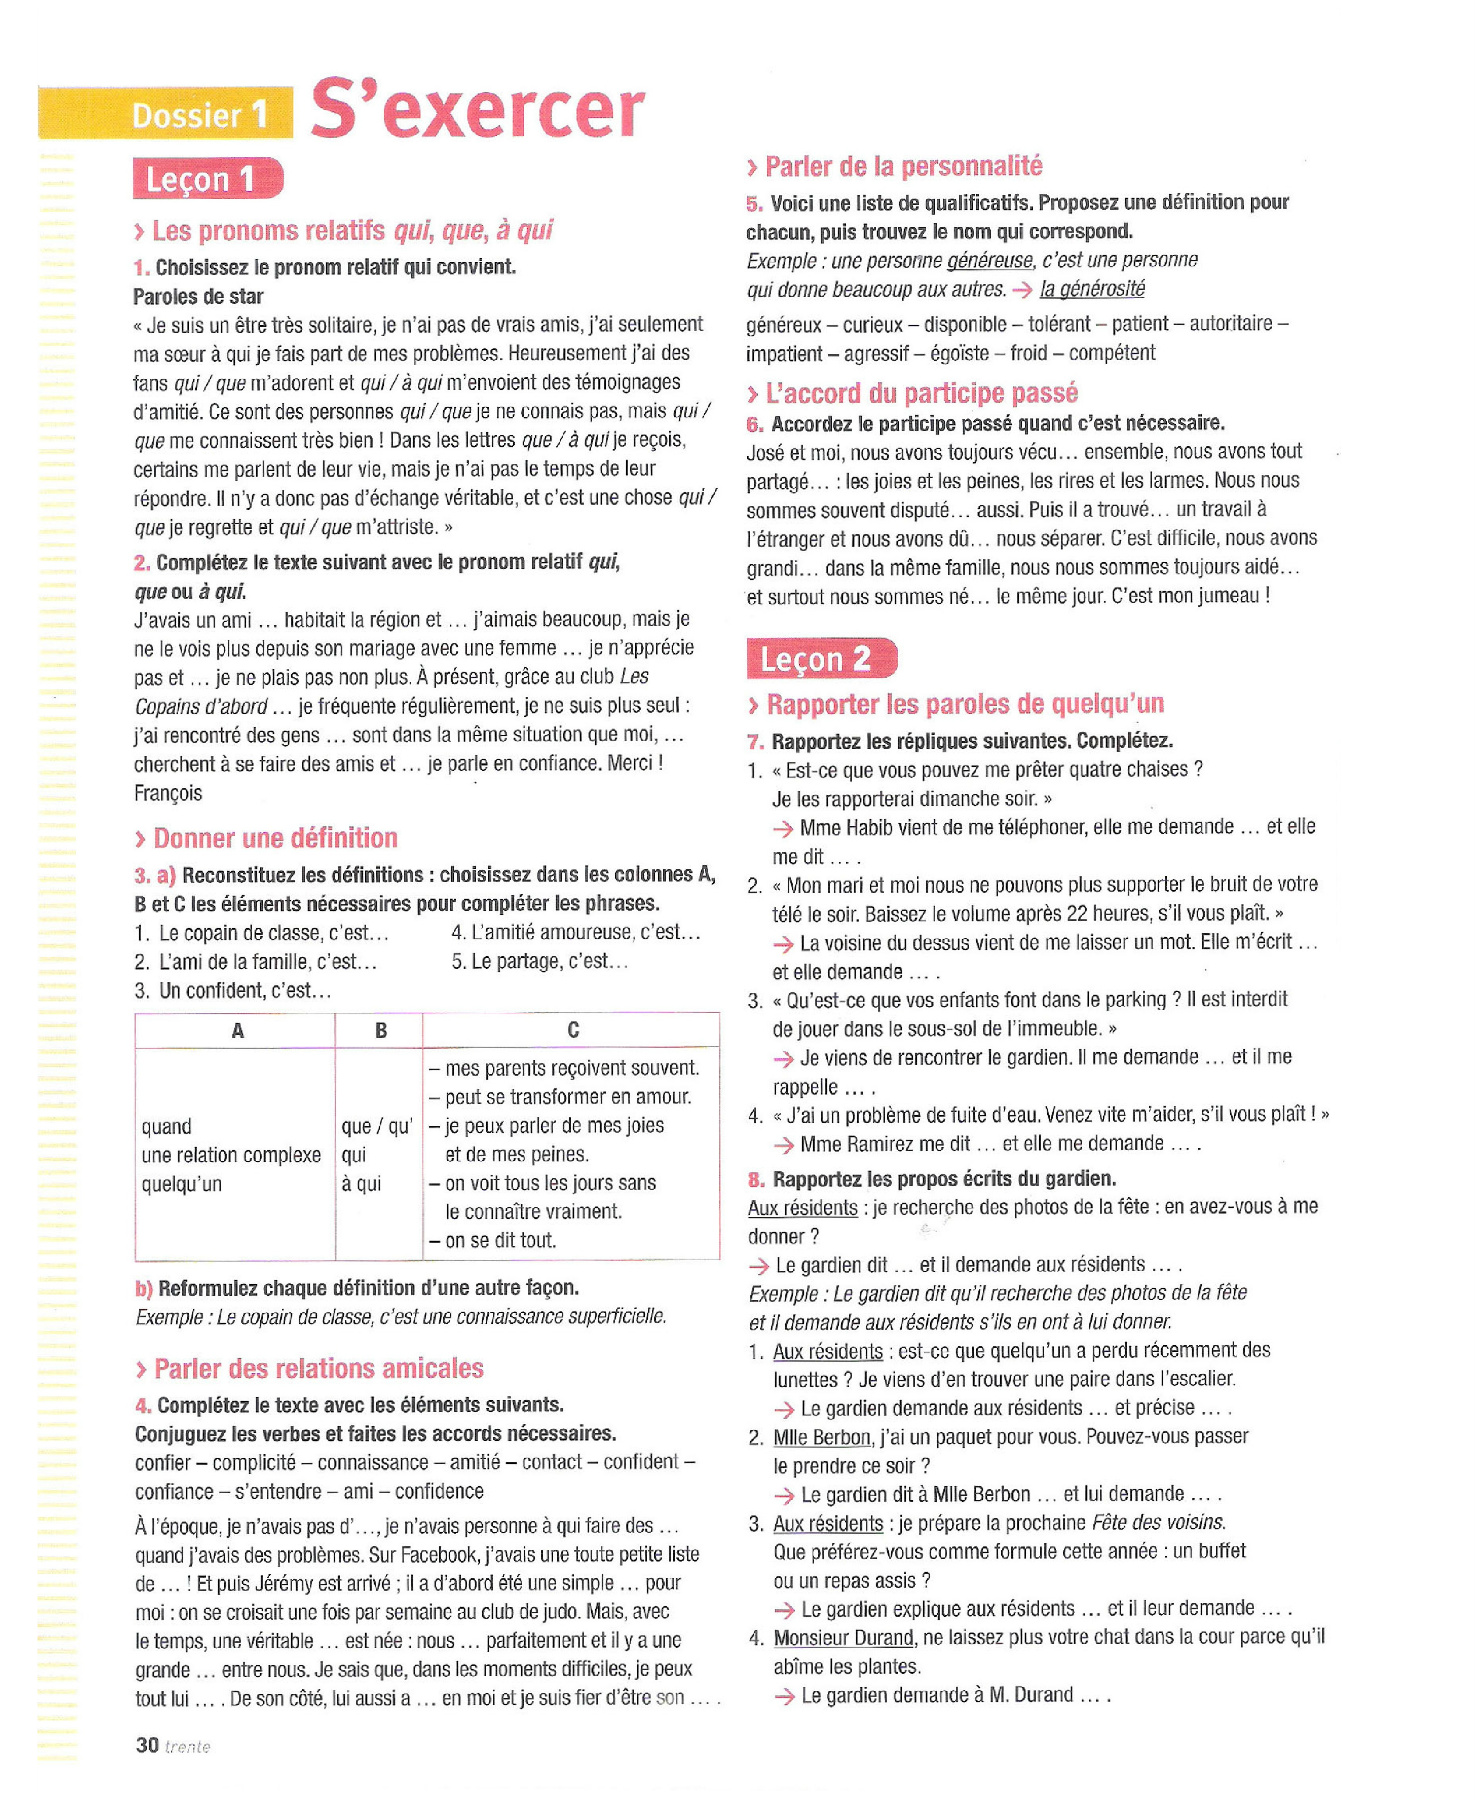 Dossier 1 S'exercer
Leçon 1
› Les pronoms relatifs qui, que, à qui
1. Choisissez le pronom relatif qui convient.
Paroles de star
« Je suis un être très solitaire, je n'ai pas de vrais amis, j'ai seulement
ma sœur à qui je fais part de mes problèmes. Heureusement j'ai des
fans qui / que m'adorent et qui / à qui m'envoient des témoignages
d'amitié. Ce sont des personnes qui / que je ne connais pas, mais qui /
que me connaissent très bien ! Dans les lettres que / à qui je reçois,
certains me parlent de leur vie, mais je n'ai pas le temps de leur
répondre. Il n'y a donc pas d'échange véritable, et c'est une chose qui /
que je regrette et qui / que m'attriste. »
2. Complétez le texte suivant avec le pronom relatif qui,
que ou à qui.
J'avais un ami ... habitait la région et ... j'aimais beaucoup, mais je
ne le vois plus depuis son mariage avec une femme ... je n'apprécie
pas et ... je ne plais pas non plus. À présent, grâce au club Les
Copains d'abord ... je fréquente régulièrement, je ne suis plus seul :
j'ai rencontré des gens ... sont dans la même situation que moi, ...
cherchent à se faire des amis et ... je parle en confiance. Merci !
François
› Donner une définition
3. a) Reconstituez les définitions : choisissez dans les colonnes A,
B et C les éléments nécessaires pour compléter les phrases.
1. Le copain de classe, c'est... 4. L'amitié amoureuse, c'est...
2. L'ami de la famille, c'est... 5. Le partage, c'est...
3. Un confident, c'est...
A B C
– mes parents reçoivent souvent.
– peut se transformer en amour.
quand que / qu' – je peux parler de mes joies
une relation complexe qui et de mes peines.
quelqu'un à qui – on voit tous les jours sans
le connaître vraiment.
– on se dit tout.
b) Reformulez chaque définition d'une autre façon.
Exemple : Le copain de classe, c'est une connaissance superficielle.
› Parler des relations amicales
4. Complétez le texte avec les éléments suivants.
Conjuguez les verbes et faites les accords nécessaires.
confier – complicité – connaissance – amitié – contact – confident –
confiance – s'entendre – ami – confidence
À l'époque, je n'avais pas d'..., je n'avais personne à qui faire des ...
quand j'avais des problèmes. Sur Facebook, j'avais une toute petite liste
de ... ! Et puis Jérémy est arrivé ; il a d'abord été une simple ... pour
moi : on se croisait une fois par semaine au club de judo. Mais, avec
le temps, une véritable ... est née : nous ... parfaitement et il y a une
grande ... entre nous. Je sais que, dans les moments difficiles, je peux
tout lui .... De son côté, lui aussi a ... en moi et je suis fier d'être son ....
30 trente
› Parler de la personnalité
5. Voici une liste de qualificatifs. Proposez une définition pour
chacun, puis trouvez le nom qui correspond.
Exemple : une personne généreuse, c'est une personne
qui donne beaucoup aux autres. → la générosité
généreux – curieux – disponible – tolérant – patient – autoritaire –
impatient – agressif – égoïste – froid – compétent
› L'accord du participe passé
6. Accordez le participe passé quand c'est nécessaire.
José et moi, nous avons toujours vécu... ensemble, nous avons tout
partagé... : les joies et les peines, les rires et les larmes. Nous nous
sommes souvent disputé... aussi. Puis il a trouvé... un travail à
l'étranger et nous avons dû... nous séparer. C'est difficile, nous avons
grandi... dans la même famille, nous nous sommes toujours aidé...
et surtout nous sommes né... le même jour. C'est mon jumeau !
Leçon 2
› Rapporter les paroles de quelqu'un
7. Rapportez les répliques suivantes. Complétez.
1. « Est-ce que vous pouvez me prêter quatre chaises ?
Je les rapporterai dimanche soir. »
→ Mme Habib vient de me téléphoner, elle me demande ... et elle
me dit ....
2. « Mon mari et moi nous ne pouvons plus supporter le bruit de votre
télé le soir. Baissez le volume après 22 heures, s'il vous plaît. »
→ La voisine du dessus vient de me laisser un mot. Elle m'écrit ...
et elle demande ....
3. « Qu'est-ce que vos enfants font dans le parking ? Il est interdit
de jouer dans le sous-sol de l'immeuble. »
→ Je viens de rencontrer le gardien. Il me demande ... et il me
rappelle ....
4. « J'ai un problème de fuite d'eau. Venez vite m'aider, s'il vous plaît ! »
→ Mme Ramirez me dit ... et elle me demande ....
8. Rapportez les propos écrits du gardien.
Aux résidents : je recherche des photos de la fête : en avez-vous à me
donner ?
→ Le gardien dit ... et il demande aux résidents ....
Exemple : Le gardien dit qu'il recherche des photos de la fête
et il demande aux résidents s'ils en ont à lui donner.
1. Aux résidents : est-ce que quelqu'un a perdu récemment des
lunettes ? Je viens d'en trouver une paire dans l'escalier.
→ Le gardien demande aux résidents ... et précise ....
2. Mlle Berbon, j'ai un paquet pour vous. Pouvez-vous passer
le prendre ce soir ?
→ Le gardien dit à Mlle Berbon ... et lui demande ....
3. Aux résidents : je prépare la prochaine Fête des voisins.
Que préférez-vous comme formule cette année : un buffet
ou un repas assis ?
→ Le gardien explique aux résidents ... et il leur demande ....
4. Monsieur Durand, ne laissez plus votre chat dans la cour parce qu'il
abîme les plantes.
→ Le gardien demande à M. Durand ....